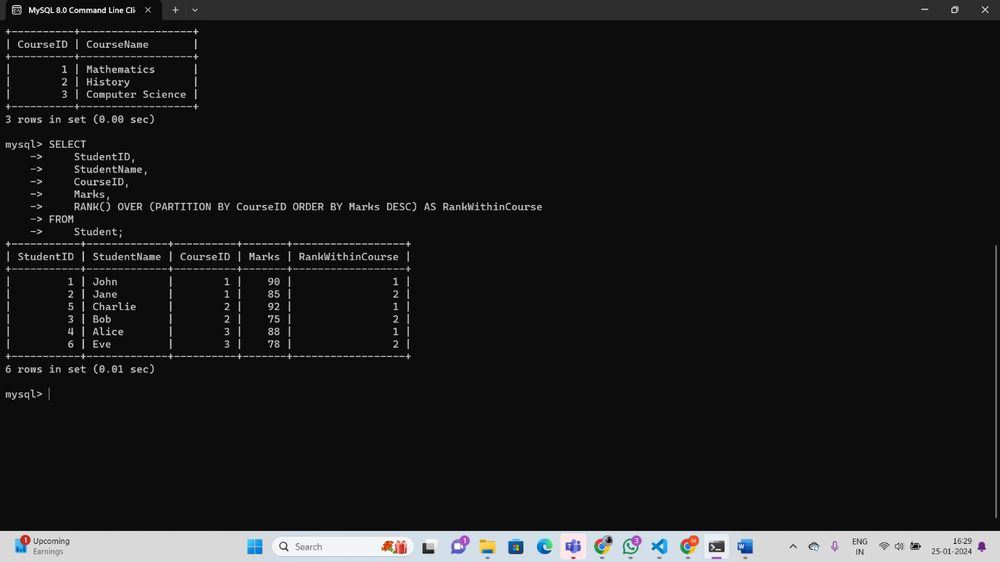 MySQL 8.0 Command Line Cli
+----------+------------------+
| CourseID | CourseName       |
+----------+------------------+
|        1 | Mathematics      |
|        2 | History          |
|        3 | Computer Science |
+----------+------------------+
3 rows in set (0.00 sec)
mysql> SELECT
    ->     StudentID,
    ->     StudentName,
    ->     CourseID,
    ->     Marks,
    ->     RANK() OVER (PARTITION BY CourseID ORDER BY Marks DESC) AS RankWithinCourse
    -> FROM
    ->     Student;
+-----------+-------------+----------+-------+------------------+
| StudentID | StudentName | CourseID | Marks | RankWithinCourse |
+-----------+-------------+----------+-------+------------------+
|         1 | John        |        1 |    90 |                1 |
|         2 | Jane        |        1 |    85 |                2 |
|         5 | Charlie     |        2 |    92 |                1 |
|         3 | Bob         |        2 |    75 |                2 |
|         4 | Alice       |        3 |    88 |                1 |
|         6 | Eve         |        3 |    78 |                2 |
+-----------+-------------+----------+-------+------------------+
6 rows in set (0.01 sec)
mysql>
1
Upcoming
Earnings
Search
1
3
M
ENG
IN
16:29
25-01-2024